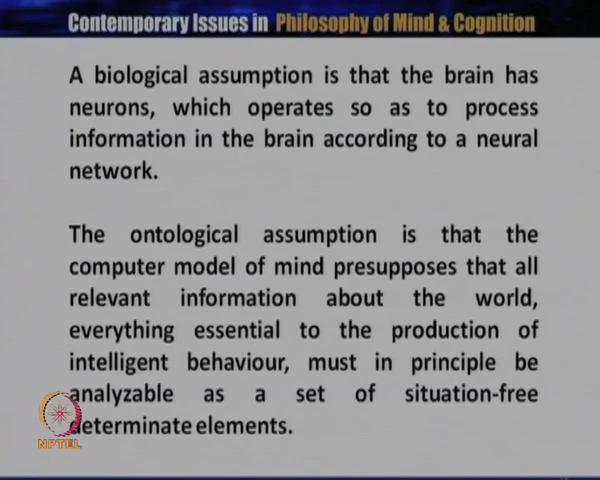 Contemporary Issues in Philosophy of Mind & Cognition
A biological assumption is that the brain has
neurons, which operates so as to process
information in the brain according to a neural
network.
The ontological assumption is that the
computer model of mind presupposes that all
relevant information about the world,
everything essential to the production of
intelligent behaviour, must in principle be
analyzable as a set of situation-free
determinate elements.
NPTEL